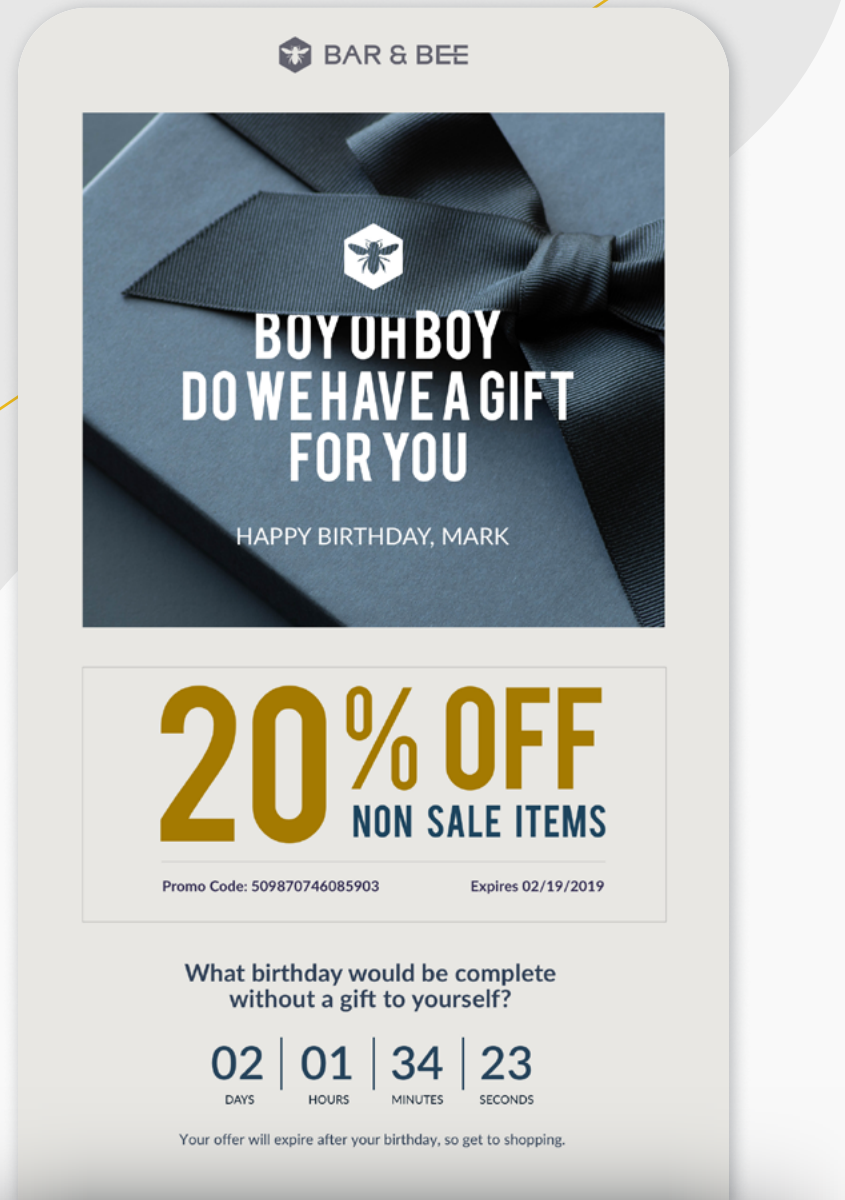 BAR & BEE
BOY OH BOY
DO WE HAVE A GIFT
FOR YOU
HAPPY BIRTHDAY, MARK
20% OFF
NON SALE ITEMS
Promo Code: 509870746085903 Expires 02/19/2019
What birthday would be complete
without a gift to yourself?
02 01 34 23
DAYS HOURS MINUTES SECONDS
Your offer will expire after your birthday, so get to shopping.